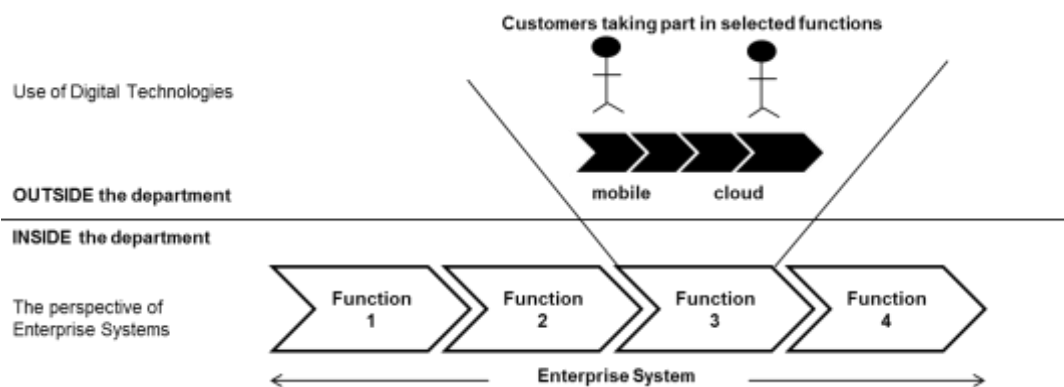 Customers taking part in selected functions
Use of Digital Technologies
mobile cloud
OUTSIDE the department
INSIDE the department
The perspective of
Enterprise Systems
Function
1
Function
2
Function
3
Function
4
Enterprise System